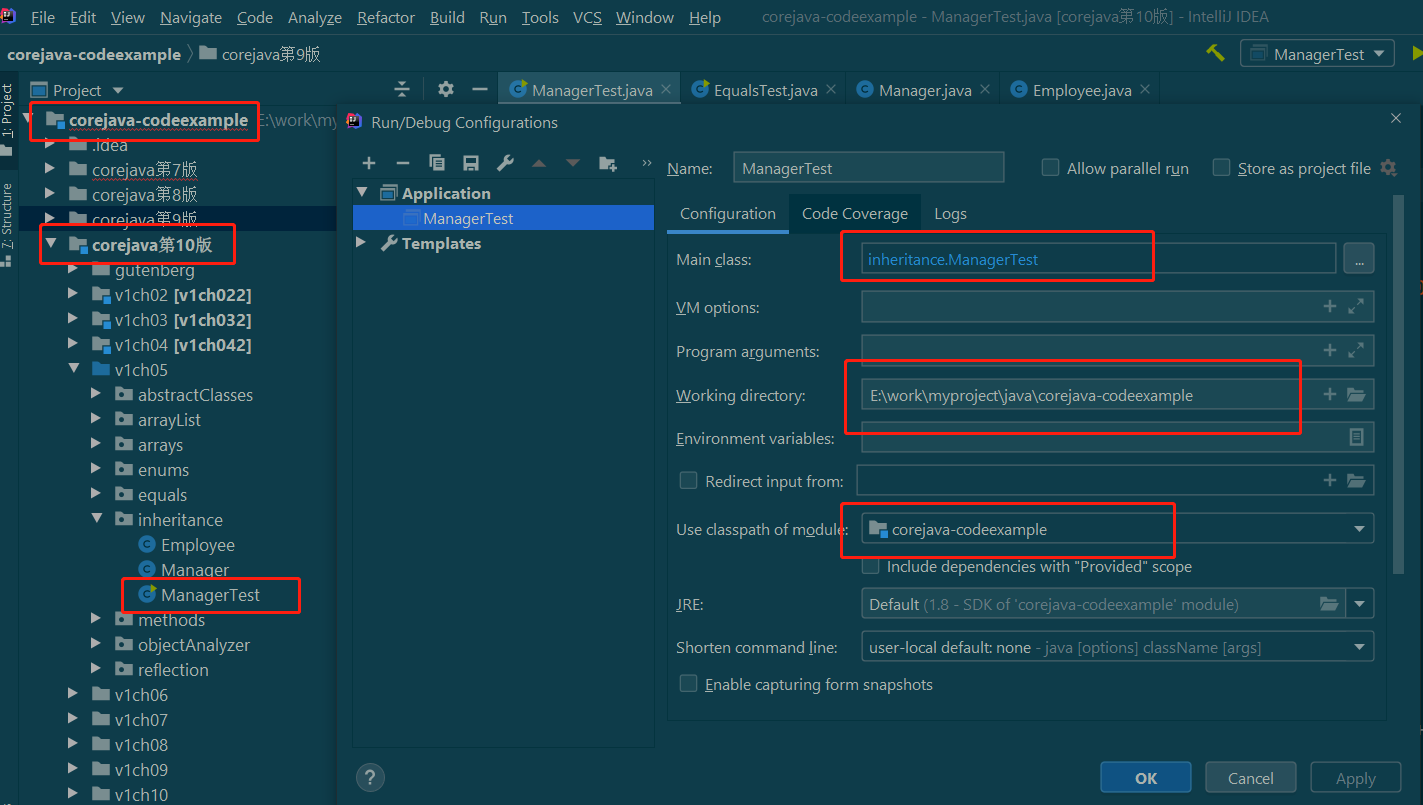 File Edit View Navigate Code Analyze Refactor Build Run Tools VCS Window Help corejava-codeexample - ManagerTest.java [corejava第10版] - IntelliJ IDEA
corejava-codeexample corejava第9版 ManagerTest
Project ManagerTest.java EqualsTest.java Manager.java Employee.java
1: Project
7: Structure
corejava-codeexample E:\work\my
.idea
corejava第7版
corejava第8版
corejava第9版
corejava第10版
gutenberg
v1ch02 [v1ch022]
v1ch03 [v1ch032]
v1ch04 [v1ch042]
v1ch05
abstractClasses
arrayList
arrays
enums
equals
inheritance
Employee
Manager
ManagerTest
methods
objectAnalyzer
reflection
v1ch06
v1ch07
v1ch08
v1ch09
v1ch10
Run/Debug Configurations
Application
ManagerTest
Templates
Name: ManagerTest Allow parallel run Store as project file
Configuration Code Coverage Logs
Main class: inheritance.ManagerTest ...
VM options:
Program arguments:
Working directory: E:\work\myproject\java\corejava-codeexample
Environment variables:
Redirect input from:
Use classpath of module: corejava-codeexample
Include dependencies with "Provided" scope
JRE: Default (1.8 - SDK of 'corejava-codeexample' module)
Shorten command line: user-local default: none - java [options] className [args]
Enable capturing form snapshots
? OK Cancel Apply